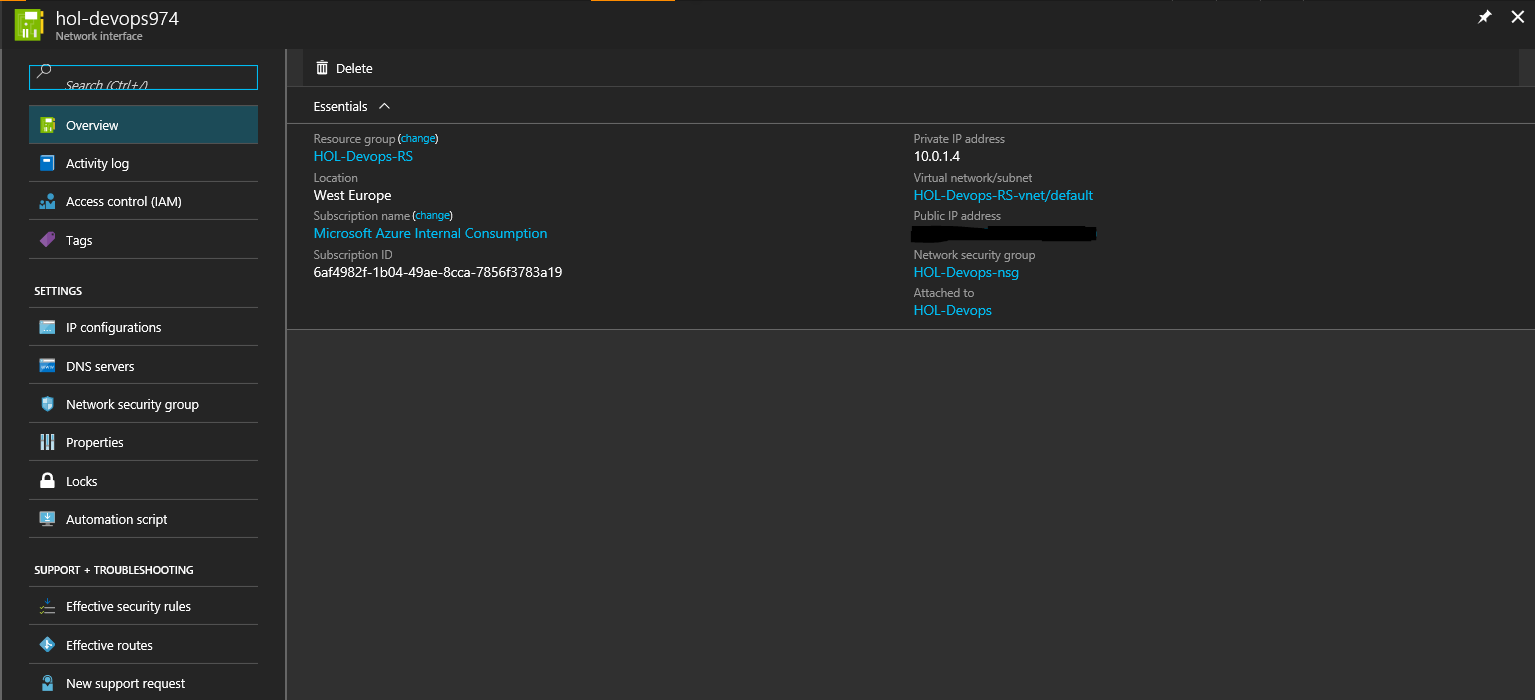 hol-devops974
Network interface
Search (Ctrl+/)
Overview
Activity log
Access control (IAM)
Tags
SETTINGS
IP configurations
DNS servers
Network security group
Properties
Locks
Automation script
SUPPORT + TROUBLESHOOTING
Effective security rules
Effective routes
New support request
Delete
Essentials
Resource group (change)
HOL-Devops-RS
Location
West Europe
Subscription name (change)
Microsoft Azure Internal Consumption
Subscription ID
6af4982f-1b04-49ae-8cca-7856f3783a19
Private IP address
10.0.1.4
Virtual network/subnet
HOL-Devops-RS-vnet/default
Public IP address
Network security group
HOL-Devops-nsg
Attached to
HOL-Devops